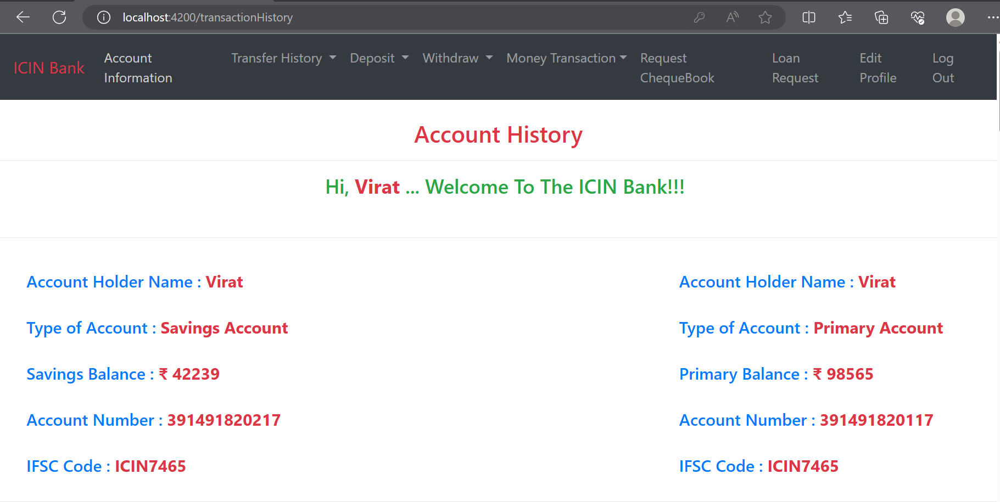 localhost:4200/transactionHistory
ICIN Bank
Account Information
Transfer History
Deposit
Withdraw
Money Transaction
Request ChequeBook
Loan Request
Edit Profile
Log Out
Account History
Hi, Virat ... Welcome To The ICIN Bank!!!
Account Holder Name : Virat
Type of Account : Savings Account
Savings Balance : ₹ 42239
Account Number : 391491820217
IFSC Code : ICIN7465
Account Holder Name : Virat
Type of Account : Primary Account
Primary Balance : ₹ 98565
Account Number : 391491820117
IFSC Code : ICIN7465